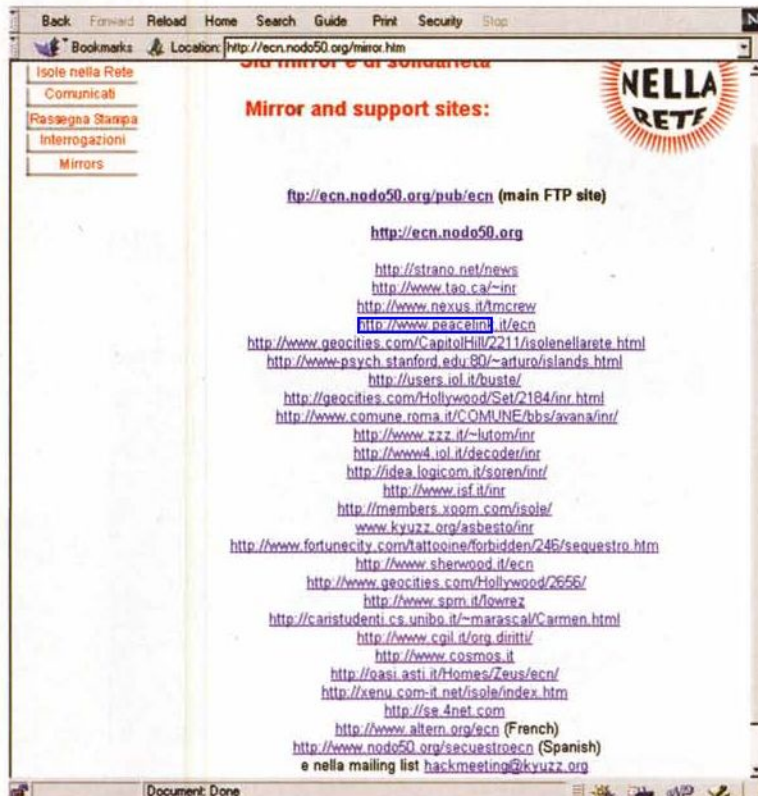 Back Forward Reload Home Search Guide Print Security Stop N
Bookmarks Location: http://ecn.nodo50.org/mirror.htm
Isole nella Rete
Comunicati
Rassegna Stampa
Interrogazioni
Mirrors
Siti mirror e di solidarietà
Mirror and support sites:
NELLA
RETE
ftp://ecn.nodo50.org/pub/ecn (main FTP site)
http://ecn.nodo50.org
http://strano.net/news
http://www.tao.ca/~inr
http://www.nexus.it/tmcrew
http://www.peacelink.it/ecn
http://www.geocities.com/CapitolHill/2211/isolenellarete.html
http://www-psych.stanford.edu:80/~arturo/islands.html
http://users.iol.it/buste/
http://geocities.com/Hollywood/Set/2184/inr.html
http://www.comune.roma.it/COMUNE/bbs/avana/inr/
http://www.zzz.it/~lutom/inr
http://www4.iol.it/decoder/inr
http://idea.logicom.it/soren/inr/
http://www.isf.it/inr
http://members.xoom.com/isole/
www.kyuzz.org/asbesto/inr
http://www.fortunecity.com/tattooine/forbidden/246/sequestro.htm
http://www.sherwood.it/ecn
http://www.geocities.com/Hollywood/2656/
http://www.spm.it/lowrez
http://caristudenti.cs.unibo.it/~marascal/Carmen.html
http://www.cgil.it/org.diritti/
http://www.cosmos.it
http://oasi.asti.it/Homes/Zeus/ecn/
http://xenu.com-it.net/isole/index.htm
http://se.4net.com
http://www.altern.org/ecn (French)
http://www.nodo50.org/secuestroecn (Spanish)
e nella mailing list hackmeeting@kyuzz.org
Document: Done